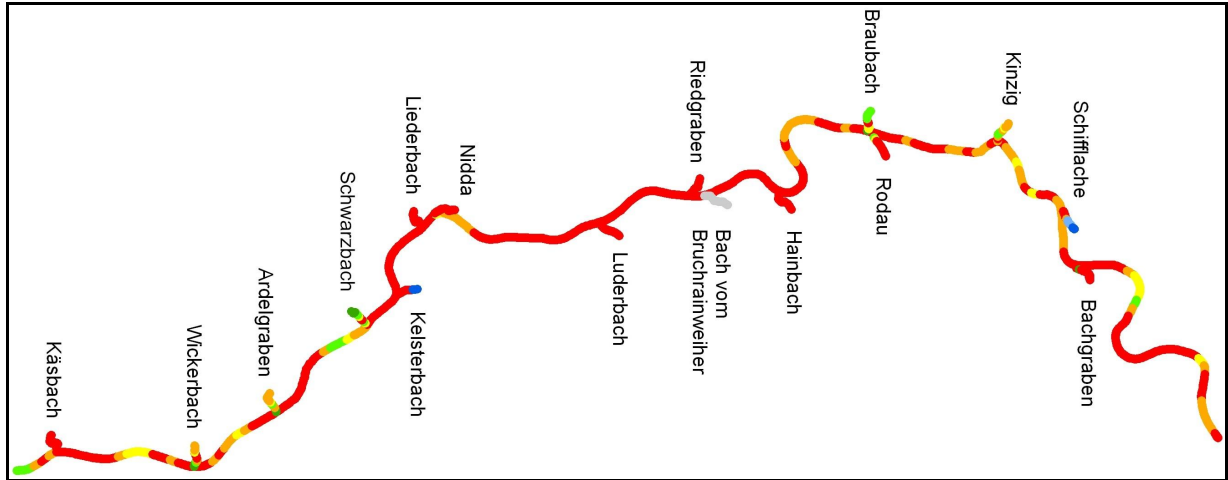 Käsbach
Wickerbach
Ardelgraben
Schwarzbach
Kelsterbach
Liederbach
Nidda
Luderbach
Riedgraben
Bach vom
Bruchrainweiher
Hainbach
Braubach
Rodau
Kinzig
Schifflache
Bachgraben